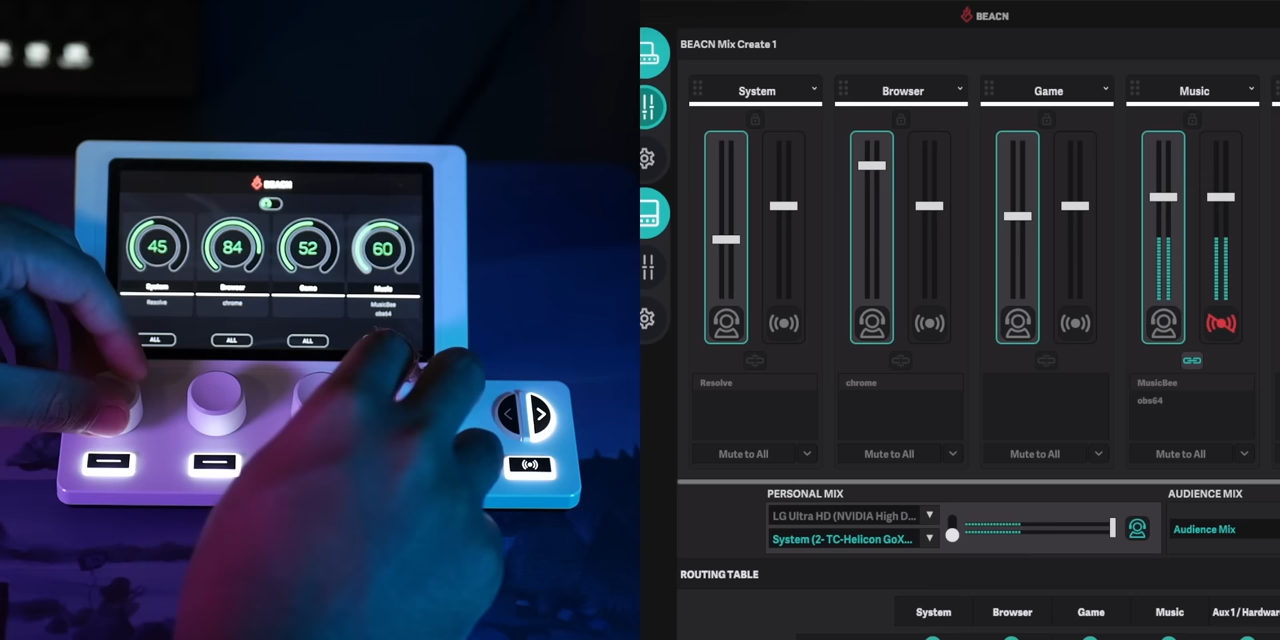 BEACN
45
84
52
60
System
Browser
Game
Music
Resolve
chrome
MusicBee
obs64
ALL
ALL
ALL
BEACN
BEACN Mix Create 1
System
Browser
Game
Music
Resolve
chrome
MusicBee
obs64
Mute to All
Mute to All
Mute to All
Mute to All
PERSONAL MIX
AUDIENCE MIX
LG Ultra HD (NVIDIA High D...
System (2- TC-Helicon GoX...
Audience Mix
ROUTING TABLE
System
Browser
Game
Music
Aux 1 / Hardwar